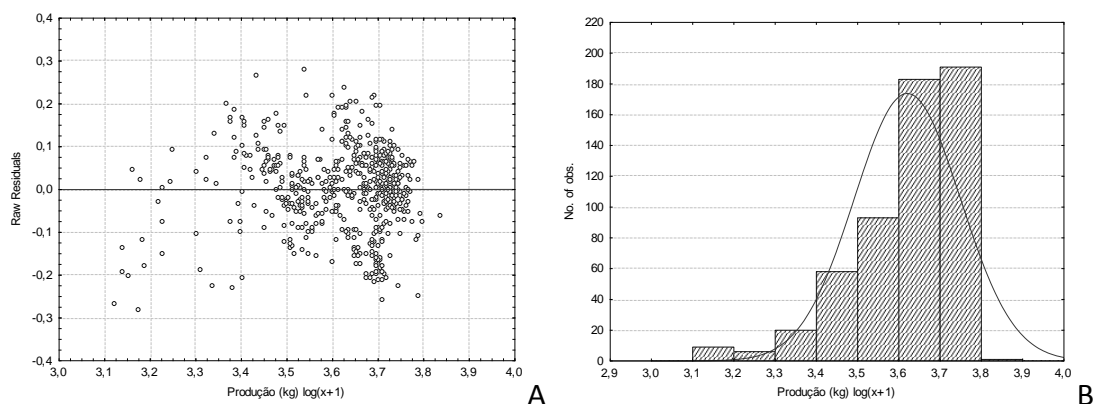 0,4
0,3
0,2
0,1
0,0
-0,1
-0,2
-0,3
-0,4
Raw Residuals
3,0 3,1 3,2 3,3 3,4 3,5 3,6 3,7 3,8 3,9 4,0
Produção (kg) log(x+1)
A
220
200
180
160
140
120
100
80
60
40
20
0
No. of obs.
2,9 3,0 3,1 3,2 3,3 3,4 3,5 3,6 3,7 3,8 3,9 4,0
Produção (kg) log(x+1)
B